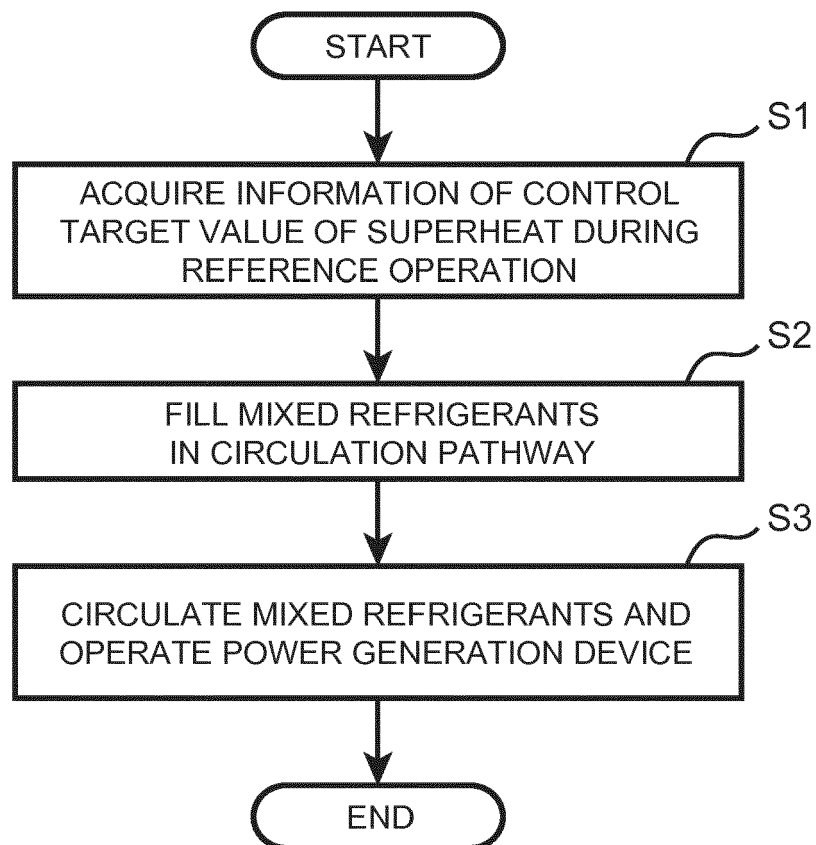 START
S1
ACQUIRE INFORMATION OF CONTROL
TARGET VALUE OF SUPERHEAT DURING
REFERENCE OPERATION
S2
FILL MIXED REFRIGERANTS
IN CIRCULATION PATHWAY
S3
CIRCULATE MIXED REFRIGERANTS AND
OPERATE POWER GENERATION DEVICE
END